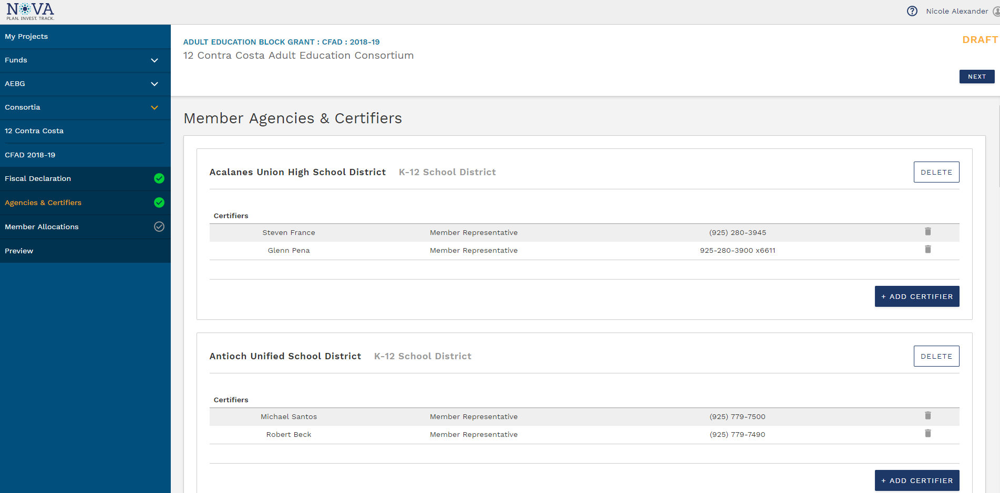 NOVA
PLAN. INVEST. TRACK.
Nicole Alexander
My Projects
Funds
AEBG
Consortia
12 Contra Costa
CFAD 2018-19
Fiscal Declaration
Agencies & Certifiers
Member Allocations
Preview
ADULT EDUCATION BLOCK GRANT : CFAD : 2018-19
DRAFT
12 Contra Costa Adult Education Consortium
NEXT
Member Agencies & Certifiers
Acalanes Union High School District K-12 School District DELETE
Certifiers
Steven France Member Representative (925) 280-3945
Glenn Pena Member Representative 925-280-3900 x6611
+ ADD CERTIFIER
Antioch Unified School District K-12 School District DELETE
Certifiers
Michael Santos Member Representative (925) 779-7500
Robert Beck Member Representative (925) 779-7490
+ ADD CERTIFIER